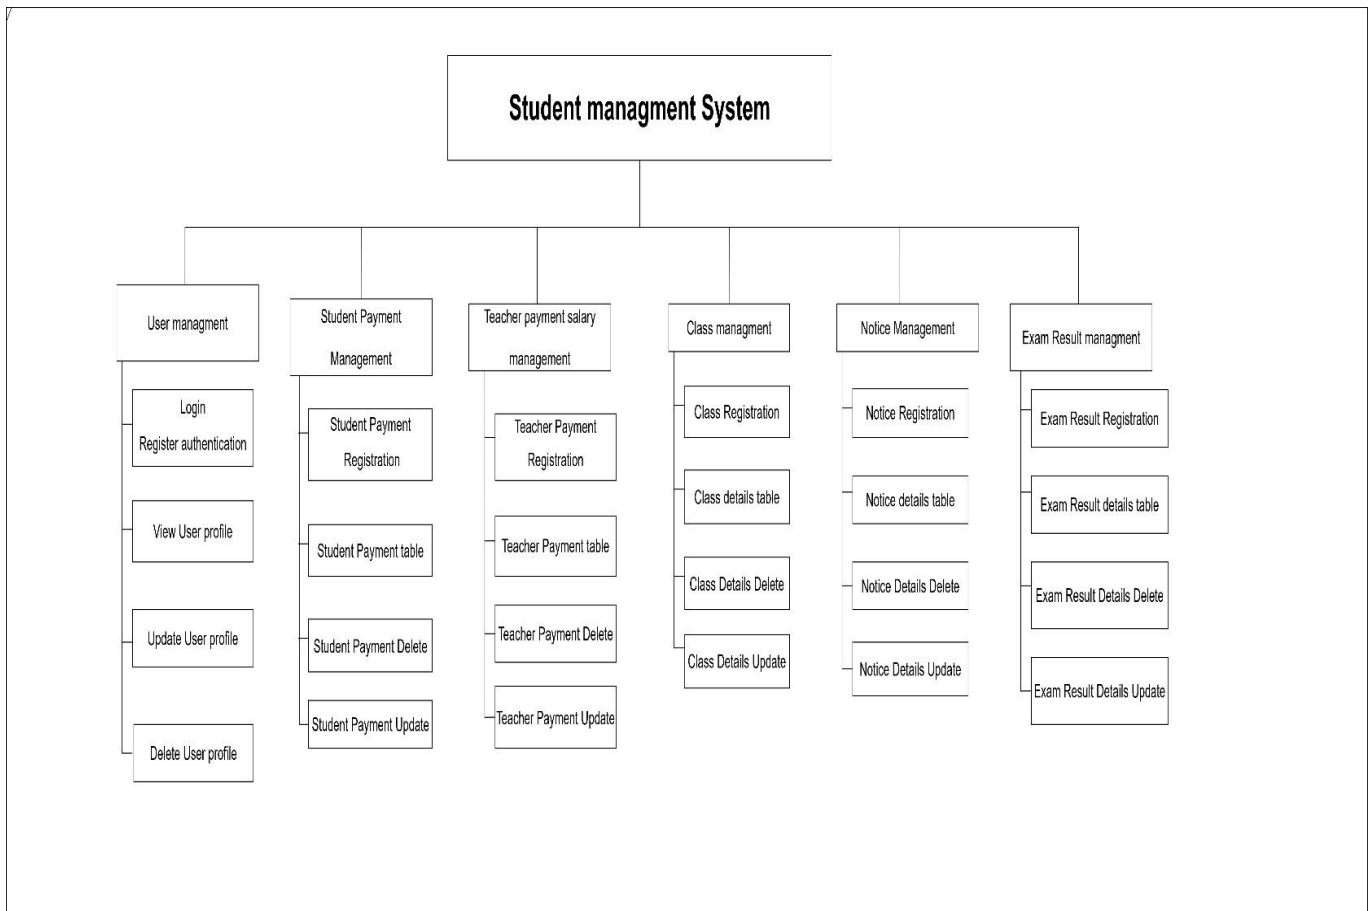 Student managment System
User managment
Login
Register authentication
View User profile
Update User profile
Delete User profile
Student Payment
Management
Student Payment
Registration
Student Payment table
Student Payment Delete
Student Payment Update
Teacher payment salary
management
Teacher Payment
Registration
Teacher Payment table
Teacher Payment Delete
Teacher Payment Update
Class managment
Class Registration
Class details table
Class Details Delete
Class Details Update
Notice Management
Notice Registration
Notice details table
Notice Details Delete
Notice Details Update
Exam Result managment
Exam Result Registration
Exam Result details table
Exam Result Details Delete
Exam Result Details Update